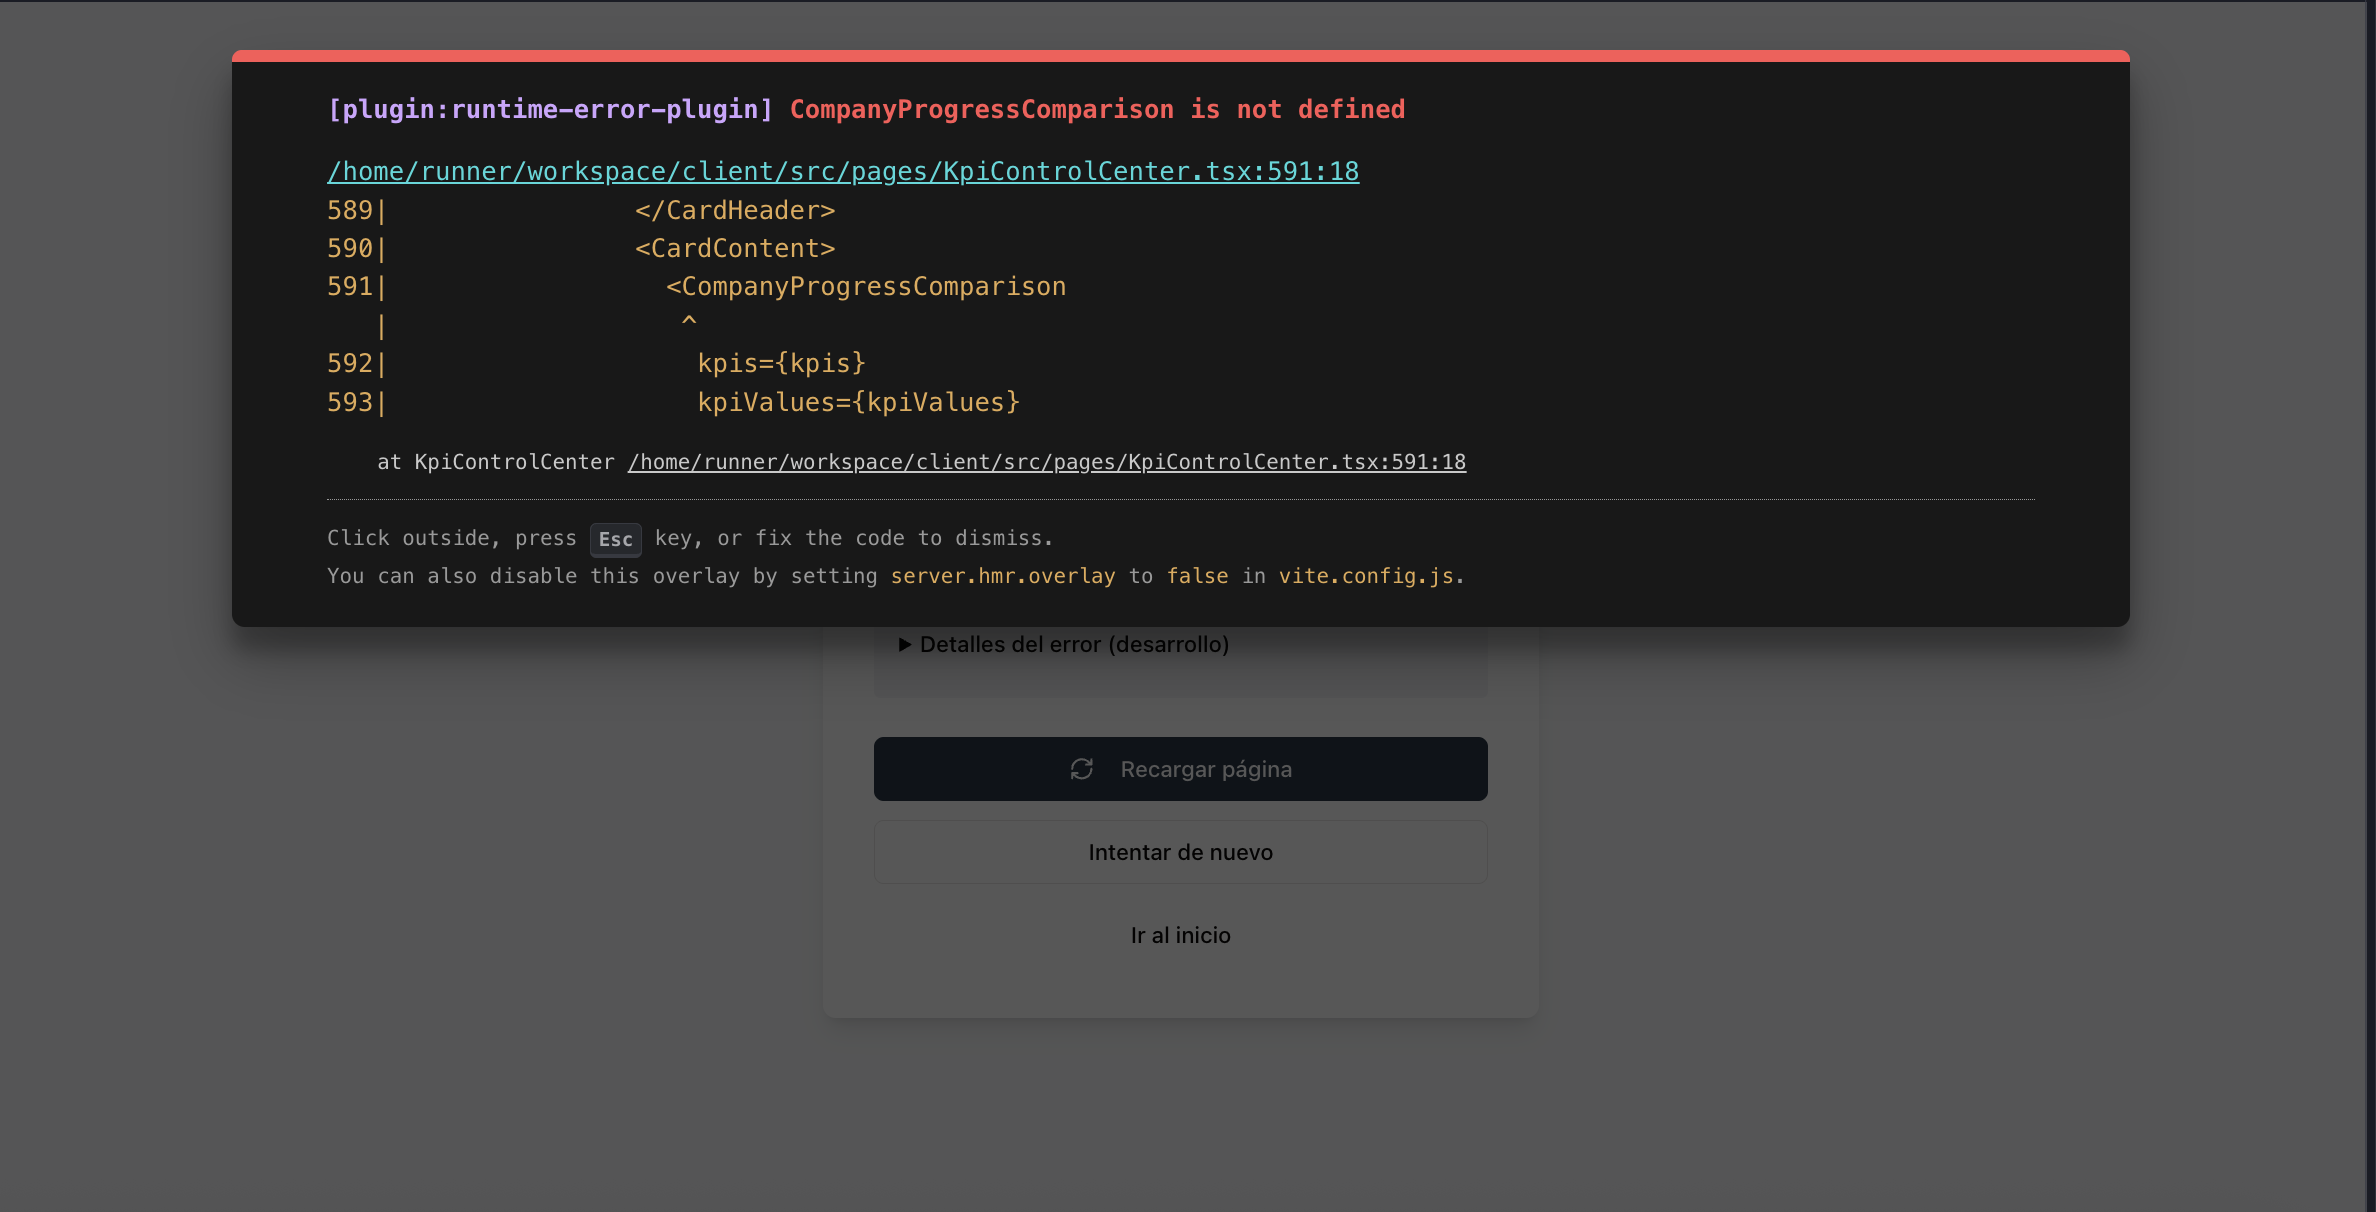 [plugin:runtime-error-plugin] CompanyProgressComparison is not defined
/home/runner/workspace/client/src/pages/KpiControlCenter.tsx:591:18
589|                </CardHeader>
590|                <CardContent>
591|                  <CompanyProgressComparison
   |                   ^
592|                    kpis={kpis}
593|                    kpiValues={kpiValues}
at KpiControlCenter /home/runner/workspace/client/src/pages/KpiControlCenter.tsx:591:18
Click outside, press Esc key, or fix the code to dismiss.
You can also disable this overlay by setting server.hmr.overlay to false in vite.config.js.
▶ Detalles del error (desarrollo)
Recargar página
Intentar de nuevo
Ir al inicio